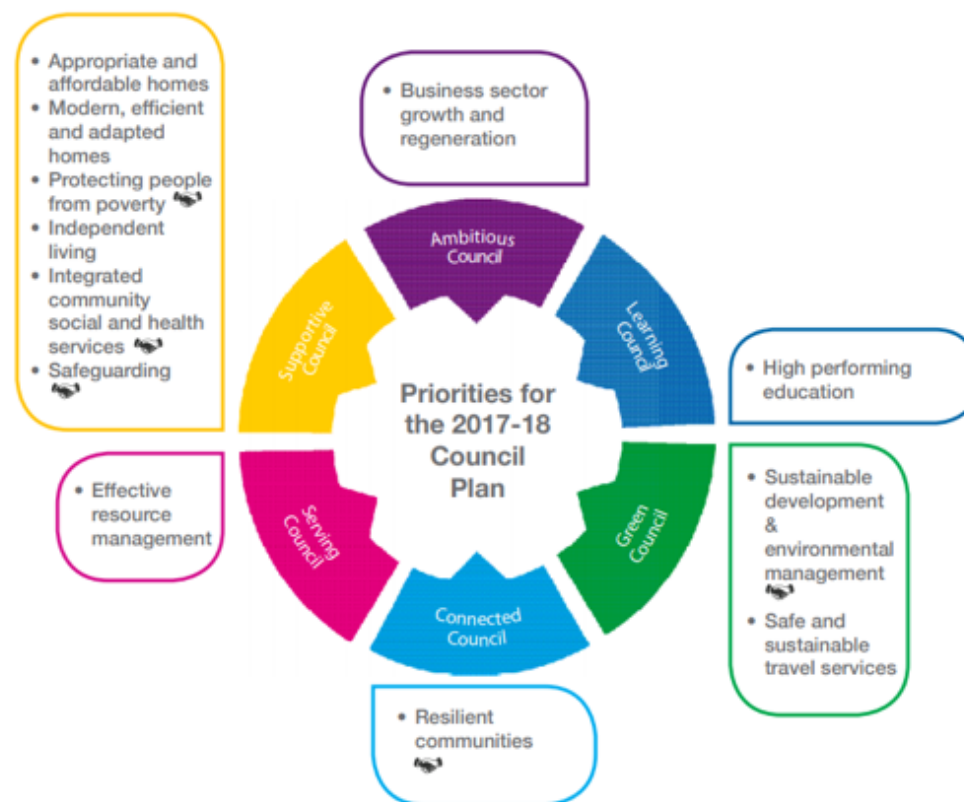 • Appropriate and
affordable homes
• Modern, efficient
and adapted
homes
• Protecting people
from poverty
• Independent
living
• Integrated
community
social and health
services
• Safeguarding
• Business sector
growth and
regeneration
Ambitious
Council
Learning
Council
Supportive
Council
Priorities for
the 2017-18
Council
Plan
• High performing
education
• Effective
resource
management
Serving
Council
Green
Council
• Sustainable
development
&
environmental
management
• Safe and
sustainable
travel services
Connected
Council
• Resilient
communities